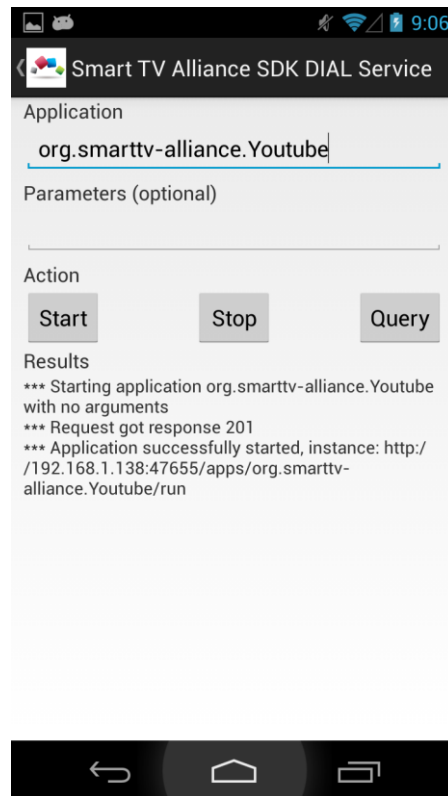 9:06
Smart TV Alliance SDK DIAL Service
Application
org.smarttv-alliance.Youtube
Parameters (optional)
Action
Start Stop Query
Results
*** Starting application org.smarttv-alliance.Youtube
with no arguments
*** Request got response 201
*** Application successfully started, instance: http:/
/192.168.1.138:47655/apps/org.smarttv-
alliance.Youtube/run